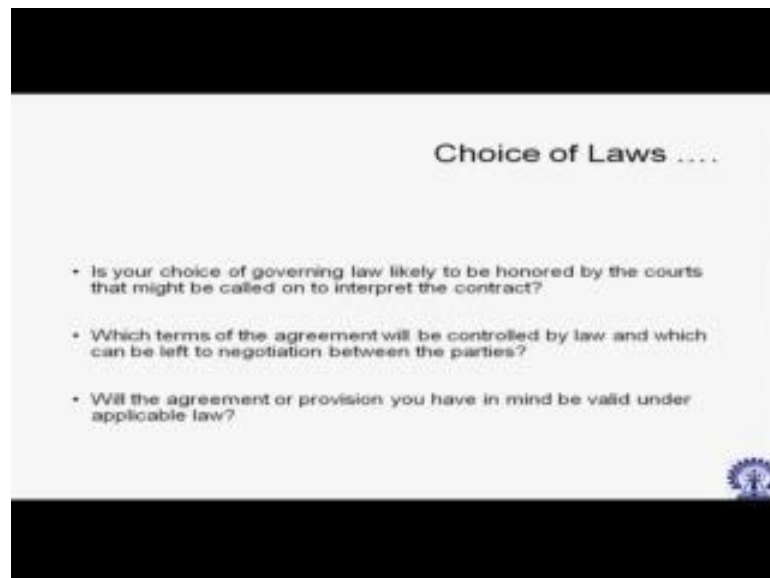 Choice of Laws ....
• Is your choice of governing law likely to be honored by the courts
that might be called on to interpret the contract?
• Which terms of the agreement will be controlled by law and which
can be left to negotiation between the parties?
• Will the agreement or provision you have in mind be valid under
applicable law?